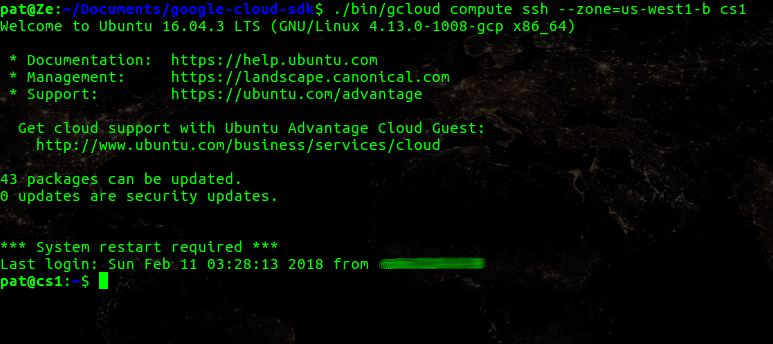 pat@Ze:~/Documents/google-cloud-sdk$ ./bin/gcloud compute ssh --zone=us-west1-b cs1
Welcome to Ubuntu 16.04.3 LTS (GNU/Linux 4.13.0-1008-gcp x86_64)
* Documentation:  https://help.ubuntu.com
* Management:     https://landscape.canonical.com
* Support:        https://ubuntu.com/advantage
Get cloud support with Ubuntu Advantage Cloud Guest:
http://www.ubuntu.com/business/services/cloud
43 packages can be updated.
0 updates are security updates.
*** System restart required ***
Last login: Sun Feb 11 03:28:13 2018 from
pat@cs1:~$